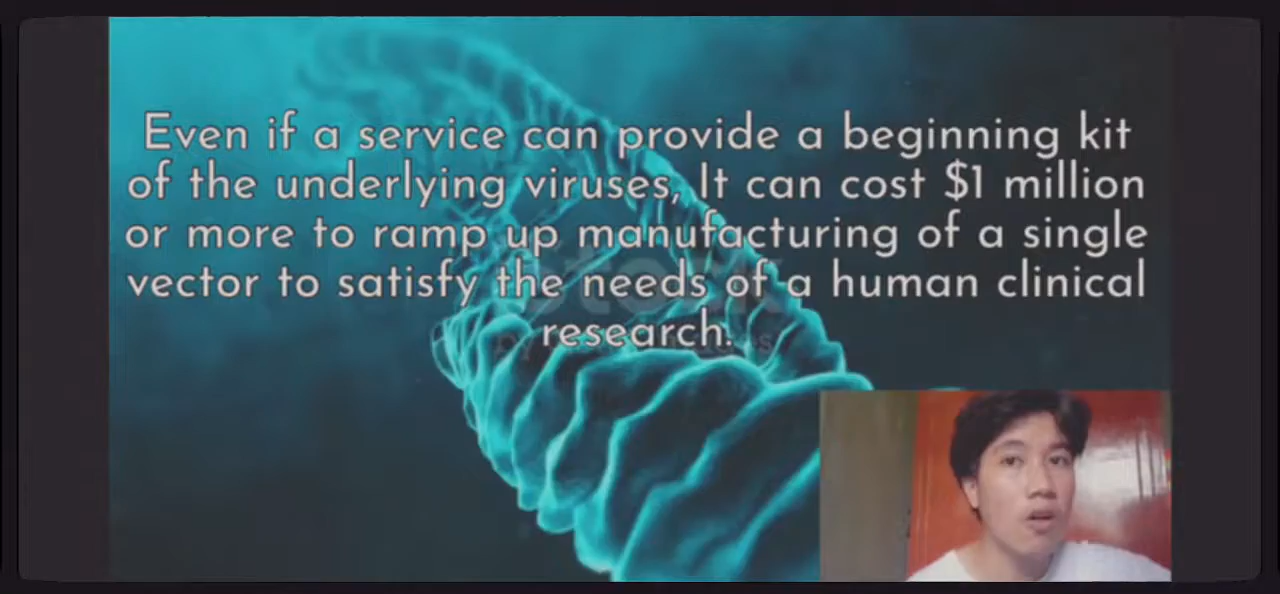 Even if a service can provide a beginning kit
of the underlying viruses, It can cost $1 million
or more to ramp up manufacturing of a single
vector to satisfy the needs of a human clinical
research.